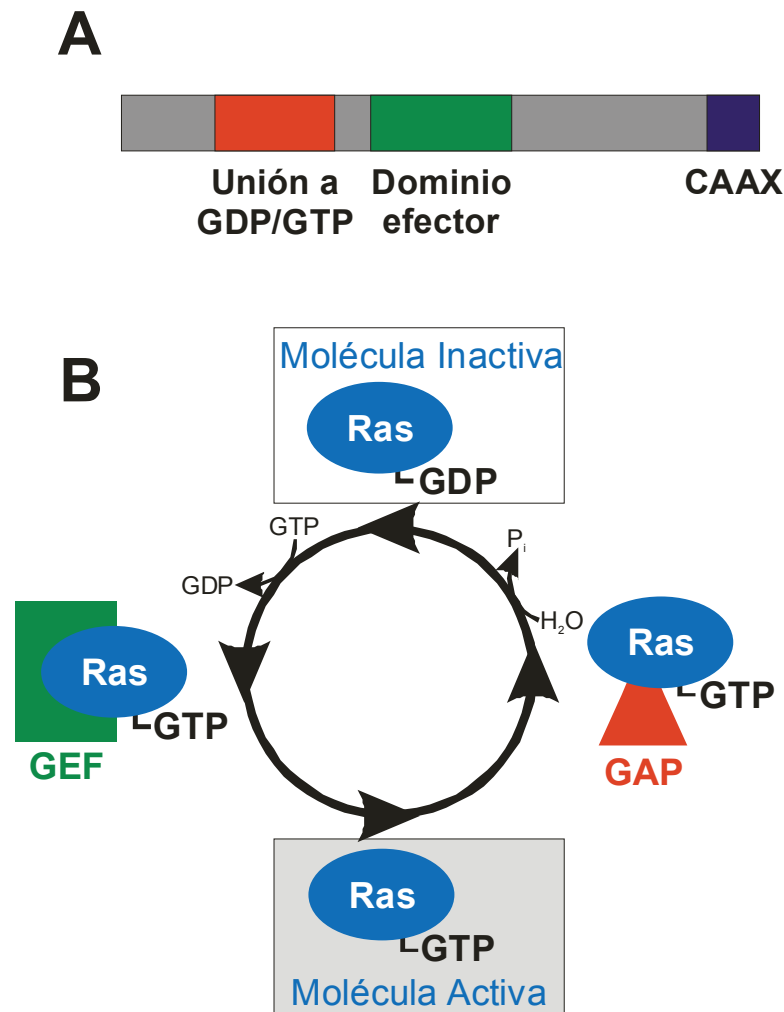 A
Unión a
GDP/GTP
Dominio
efector
CAAX
B
Molécula Inactiva
Ras
GDP
GTP
GDP
Pi
H2O
Ras
GTP
GEF
Ras
GTP
GAP
Ras
GTP
Molécula Activa